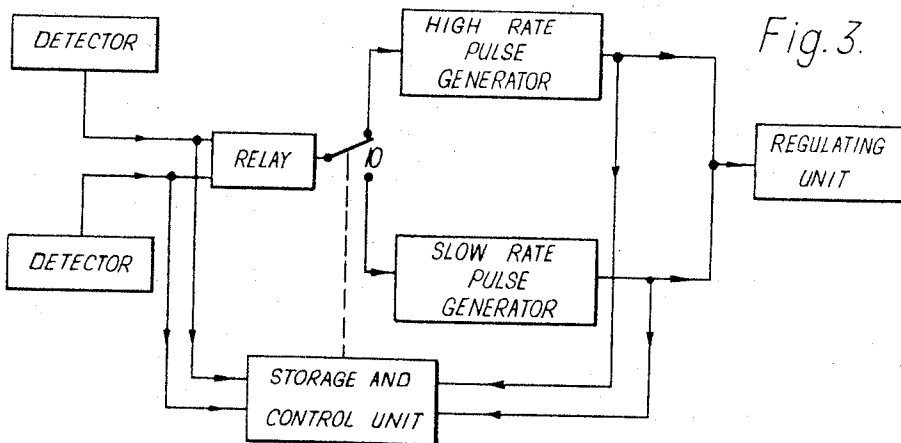 DETECTOR
HIGH RATE
PULSE
GENERATOR
Fig. 3.
RELAY
10
REGULATING
UNIT
DETECTOR
SLOW RATE
PULSE
GENERATOR
STORAGE AND
CONTROL UNIT